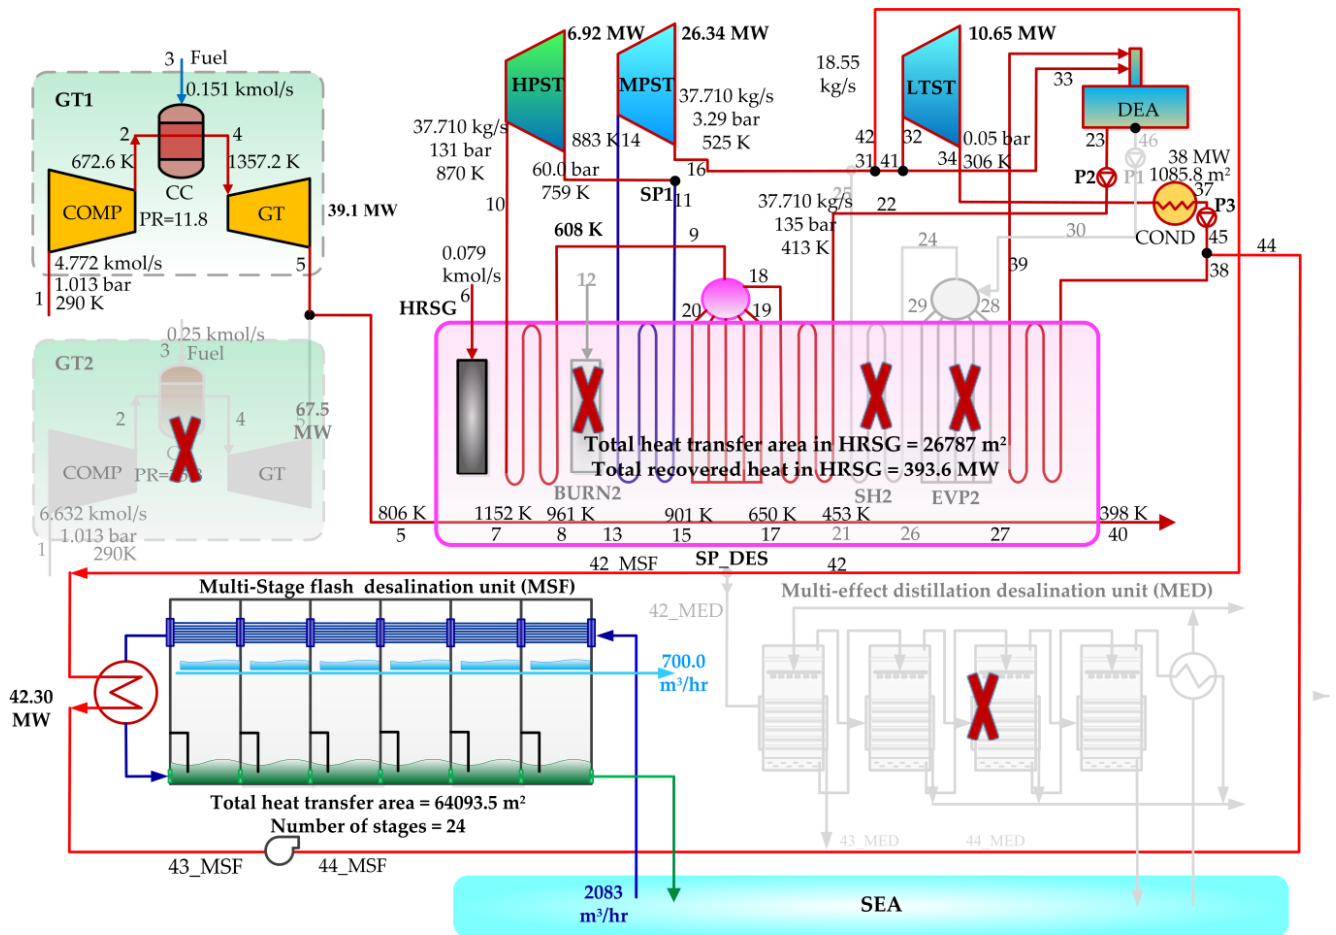 6.92 MW
26.34 MW
10.65 MW
3
Fuel
GT1
0.151 kmol/s
2
4
672.6 K
1357.2 K
CC
COMP
PR=11.8
GT
39.1 MW
4.772 kmol/s
1.013 bar
290 K
1
5
HPST
MPST
LTST
18.55
kg/s
37.710 kg/s
3.29 bar
525 K
37.710 kg/s
131 bar
870 K
883 K
14
60.0 bar
759 K
16
SP1
11
10
42
32
31
41
25
0.05 bar
34
306 K
33
DEA
23
46
P1
P2
38 MW
1085.8 m²
37
P3
COND
45
38
44
37.710 kg/s
135 bar
413 K
22
30
24
39
608 K
9
0.079
kmol/s
6
12
18
20
19
29
28
HRSG
0.25 kmol/s
3
Fuel
GT2
2
4
67.5
MW
5
COMP
GT
6.632 kmol/s
1.013 bar
290K
1
Total heat transfer area in HRSG = 26787 m²
Total recovered heat in HRSG = 393.6 MW
BURN2
SH2
EVP2
806 K
1152 K
961 K
901 K
650 K
453 K
398 K
5
7
8
13
15
17
21
26
27
40
42_MSF
SP_DES
42
Multi-Stage flash desalination unit (MSF)
Multi-effect distillation desalination unit (MED)
42_MED
700.0
m³/hr
42.30
MW
Total heat transfer area = 64093.5 m²
Number of stages = 24
43_MSF
44_MSF
43_MED
44_MED
2083
m³/hr
SEA